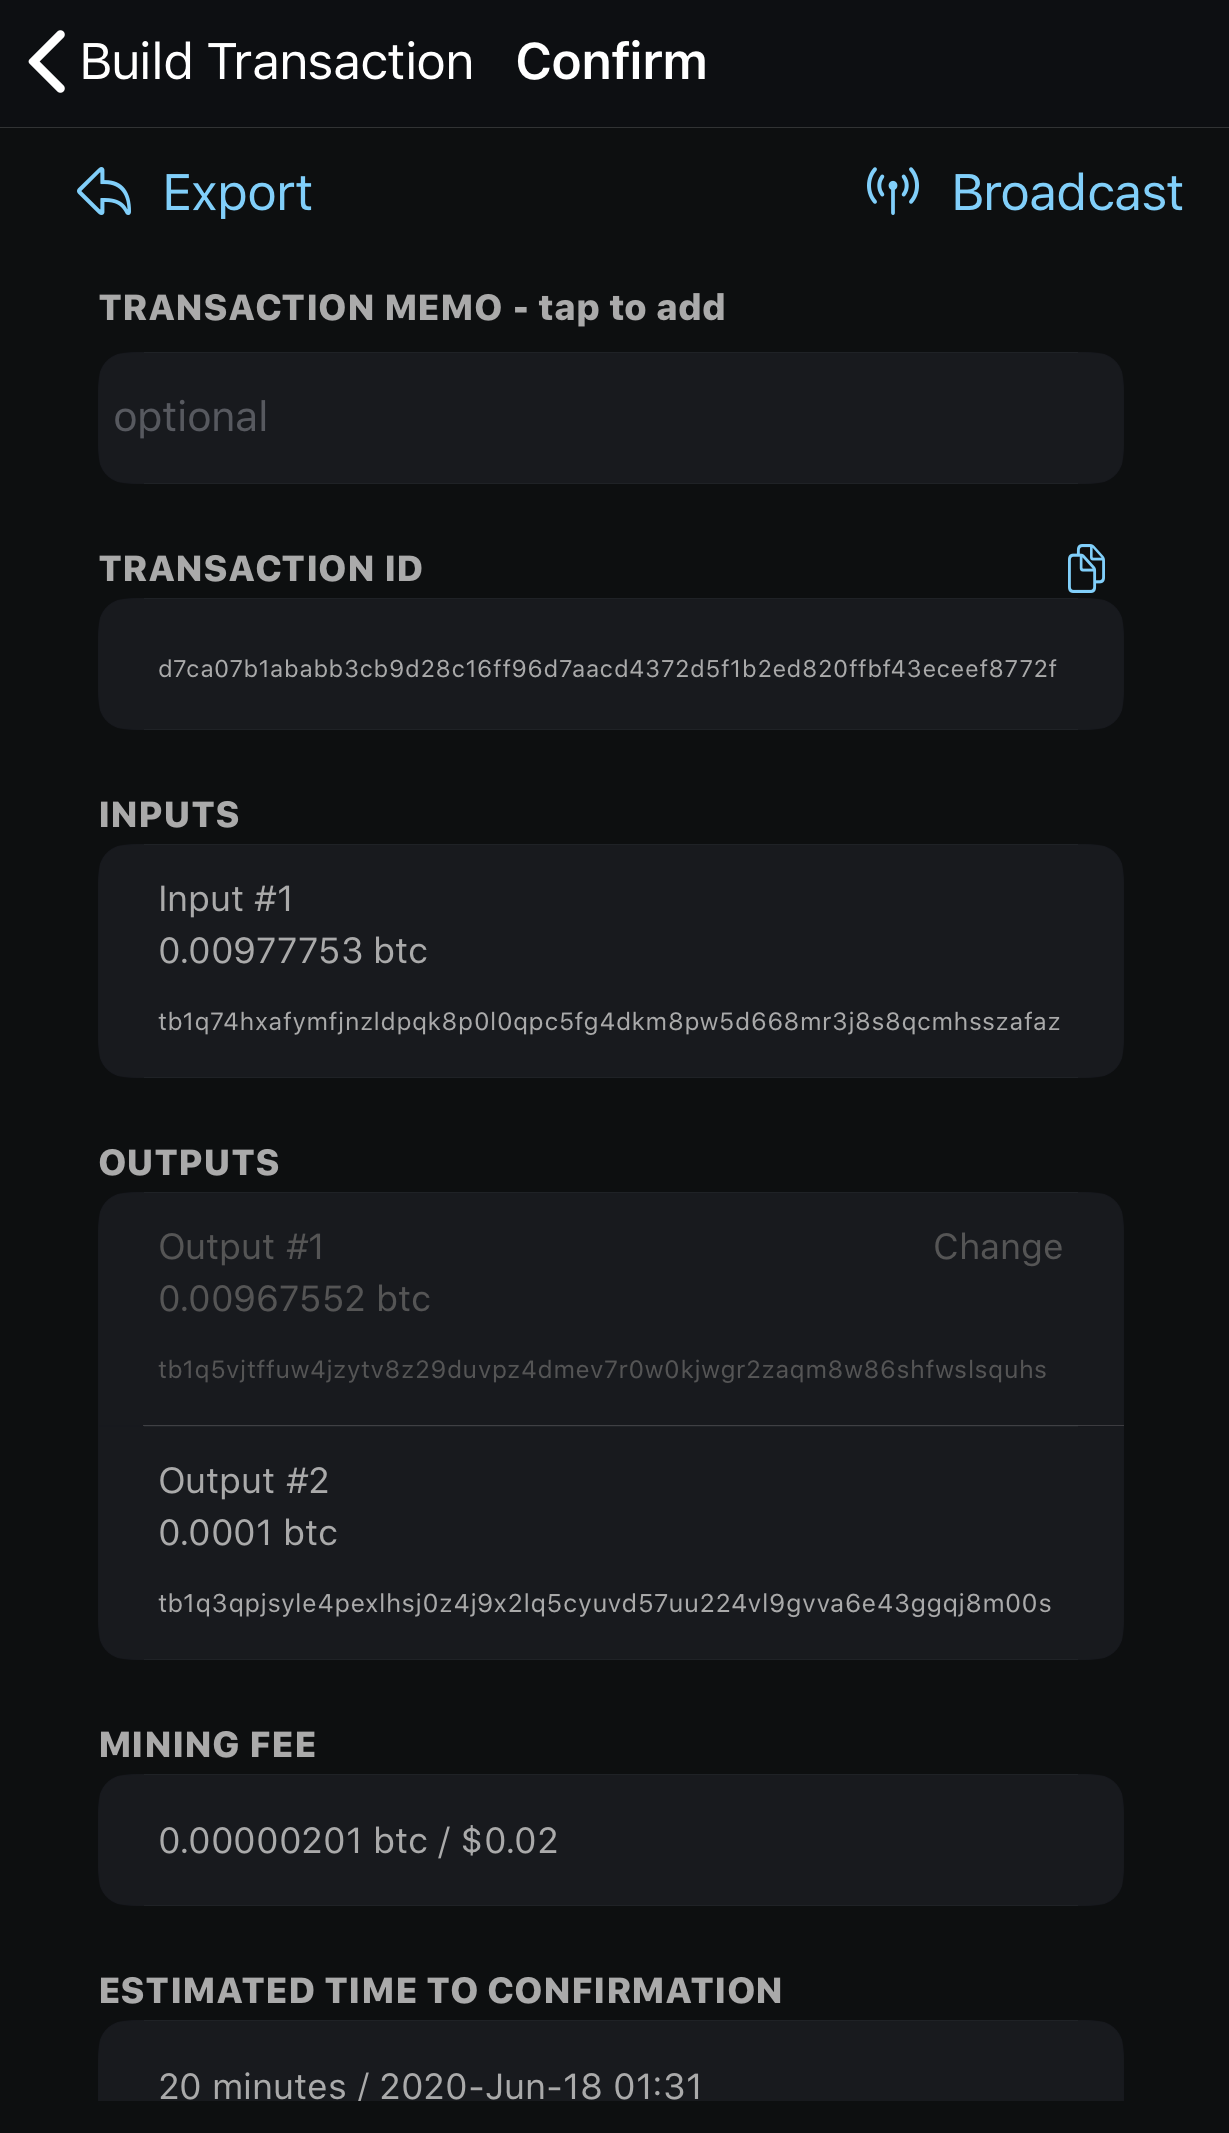 Build Transaction Confirm
Export Broadcast
TRANSACTION MEMO - tap to add
optional
TRANSACTION ID
d7ca07b1ababb3cb9d28c16ff96d7aacd4372d5f1b2ed820ffbf43eceef8772f
INPUTS
Input #1
0.00977753 btc
tb1q74hxafymfjnzldpqk8p0l0qpc5fg4dkm8pw5d668mr3j8s8qcmhsszafaz
OUTPUTS
Output #1 Change
0.00967552 btc
tb1q5vjtffuw4jzytv8z29duvpz4dmev7r0w0kjwgr2zaqm8w86shfwslsquhs
Output #2
0.0001 btc
tb1q3qpjsyle4pexlhsj0z4j9x2lq5cyuvd57uu224vl9gvva6e43ggqj8m00s
MINING FEE
0.00000201 btc / $0.02
ESTIMATED TIME TO CONFIRMATION
20 minutes / 2020-Jun-18 01:31